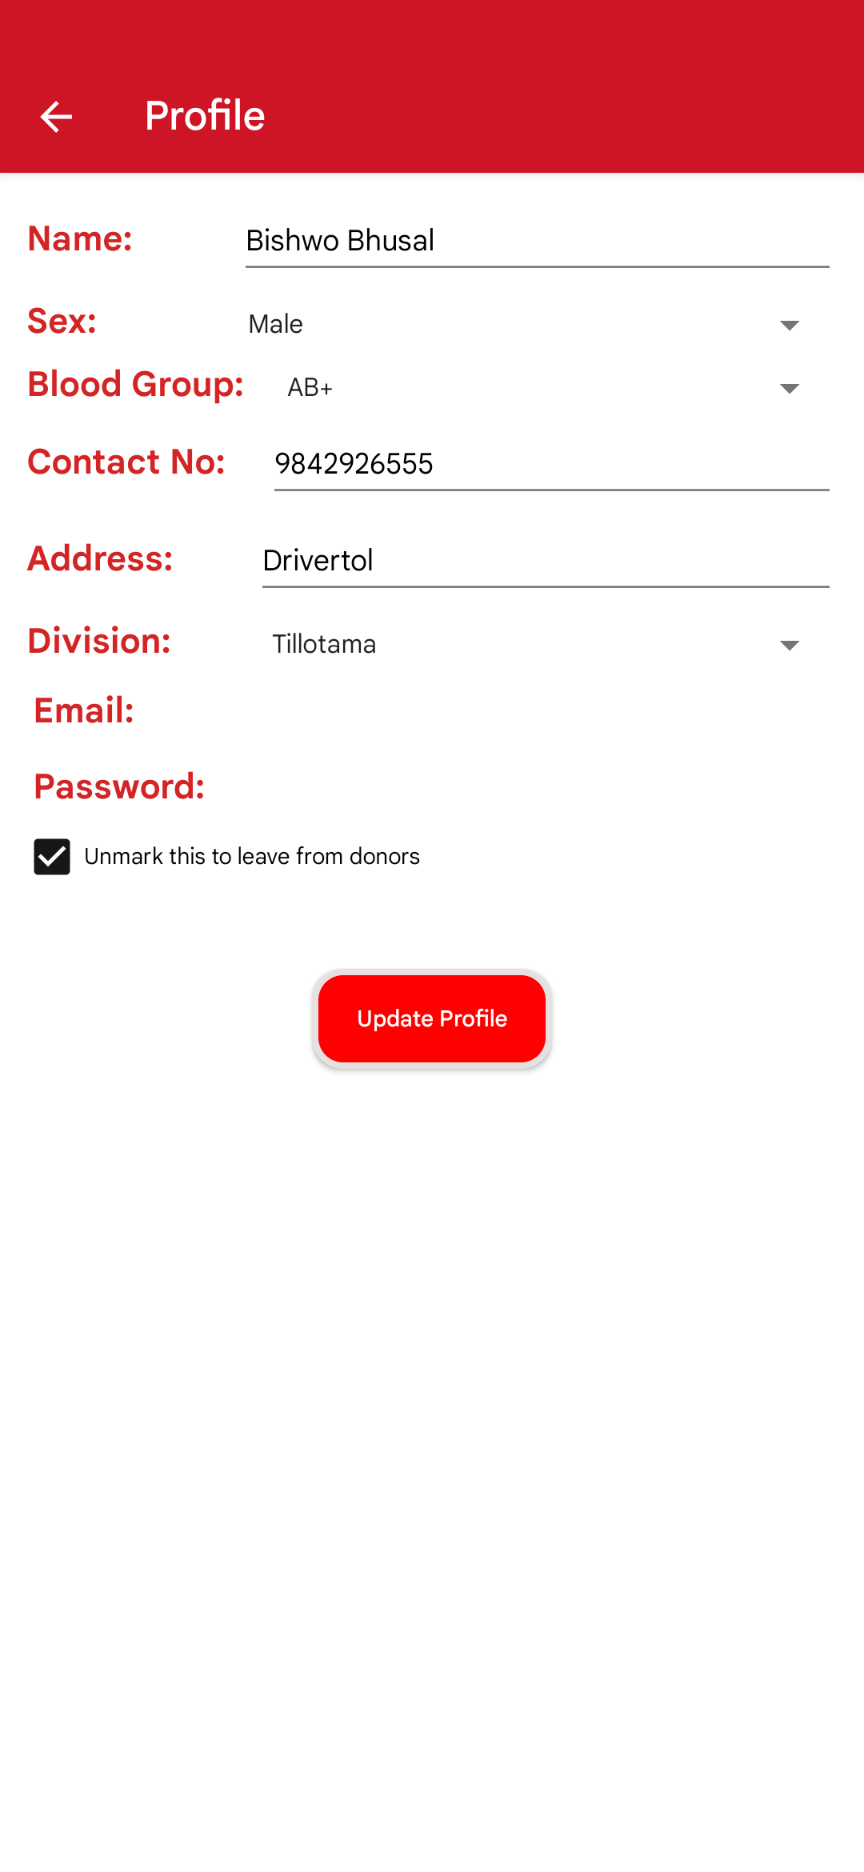 Profile
Name: Bishwo Bhusal
Sex: Male
Blood Group: AB+
Contact No: 9842926555
Address: Drivertol
Division: Tillotama
Email:
Password:
Unmark this to leave from donors
Update Profile